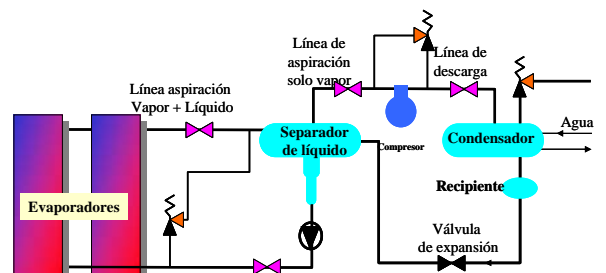 Línea de
aspiración
solo vapor
Línea de
descarga
Línea aspiración
Vapor + Líquido
Agua
Separador
de líquido
Compresor
Condensador
Recipiente
Evaporadores
Válvula
de expansión